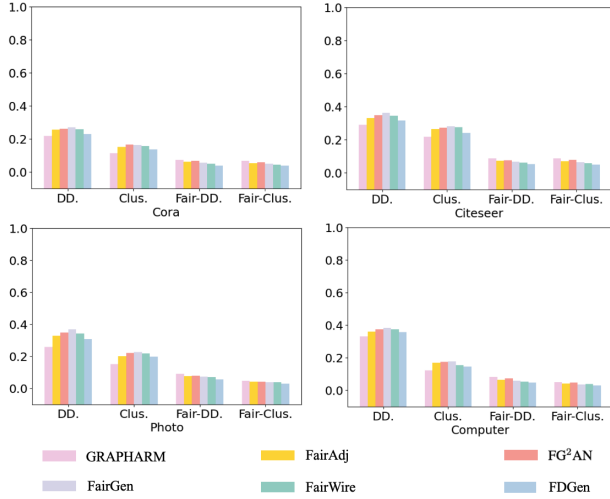 1.0
0.8
0.6
0.4
0.2
0.0
DD. Clus. Fair-DD. Fair-Clus.
Cora
1.0
0.8
0.6
0.4
0.2
0.0
DD. Clus. Fair-DD. Fair-Clus.
Citeseer
1.0
0.8
0.6
0.4
0.2
0.0
DD. Clus. Fair-DD. Fair-Clus.
Photo
1.0
0.8
0.6
0.4
0.2
0.0
DD. Clus. Fair-DD. Fair-Clus.
Computer
GRAPHARM FairAdj FG²AN
FairGen FairWire FDGen